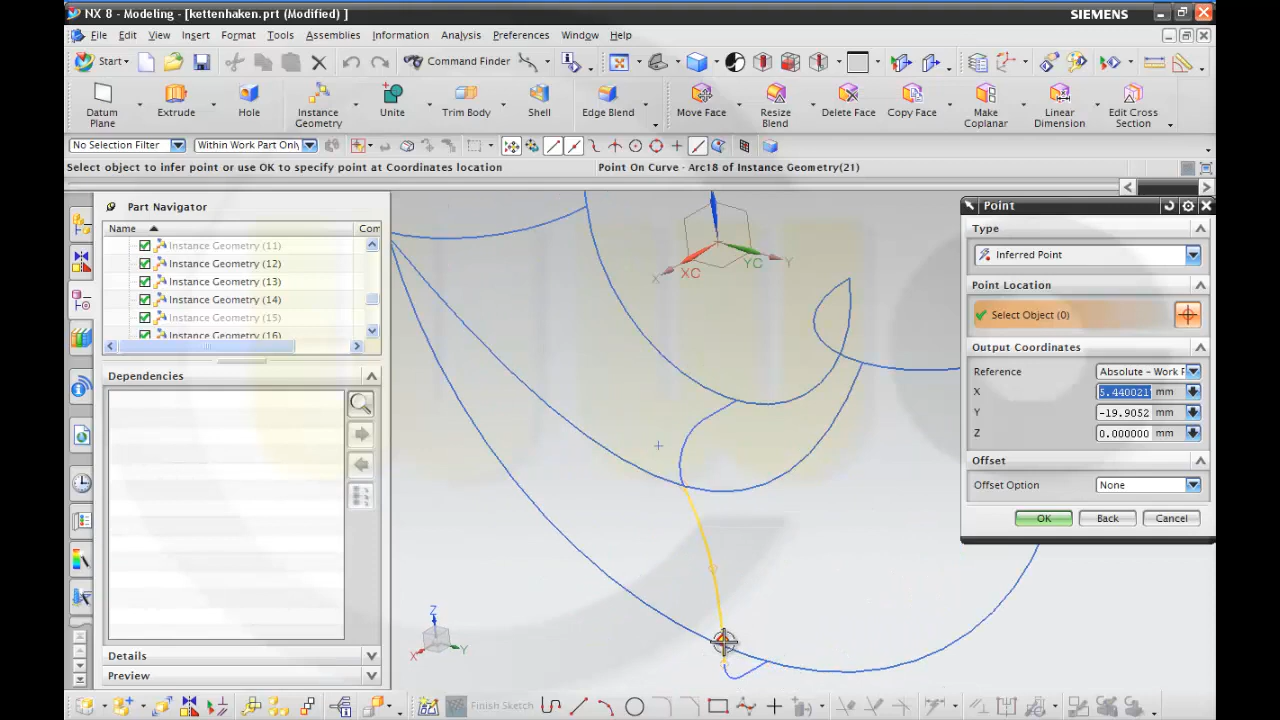 NX 8 - Modeling - [kettenhaken.prt (Modified) ]
SIEMENS
File Edit View Insert Format Tools Assemblies Information Analysis Preferences Window Help
Start
Command Finder
Datum Plane
Extrude
Hole
Instance Geometry
Unite
Trim Body
Shell
Edge Blend
Move Face
Resize Blend
Delete Face
Copy Face
Make Coplanar
Linear Dimension
Edit Cross Section
No Selection Filter
Within Work Part Only
Select object to infer point or use OK to specify point at Coordinates location
Point On Curve - Arc18 of Instance Geometry(21)
Part Navigator
Name
Com
Instance Geometry (11)
Instance Geometry (12)
Instance Geometry (13)
Instance Geometry (14)
Instance Geometry (15)
Instance Geometry (16)
Dependencies
Details
Preview
XC
YC
X
Y
Z
X
Y
Point
Type
Inferred Point
Point Location
Select Object (0)
Output Coordinates
Reference
Absolute - Work P
X
5.440021
mm
Y
-19.9052
mm
Z
0.000000
mm
Offset
Offset Option
None
OK
Back
Cancel
Finish Sketch